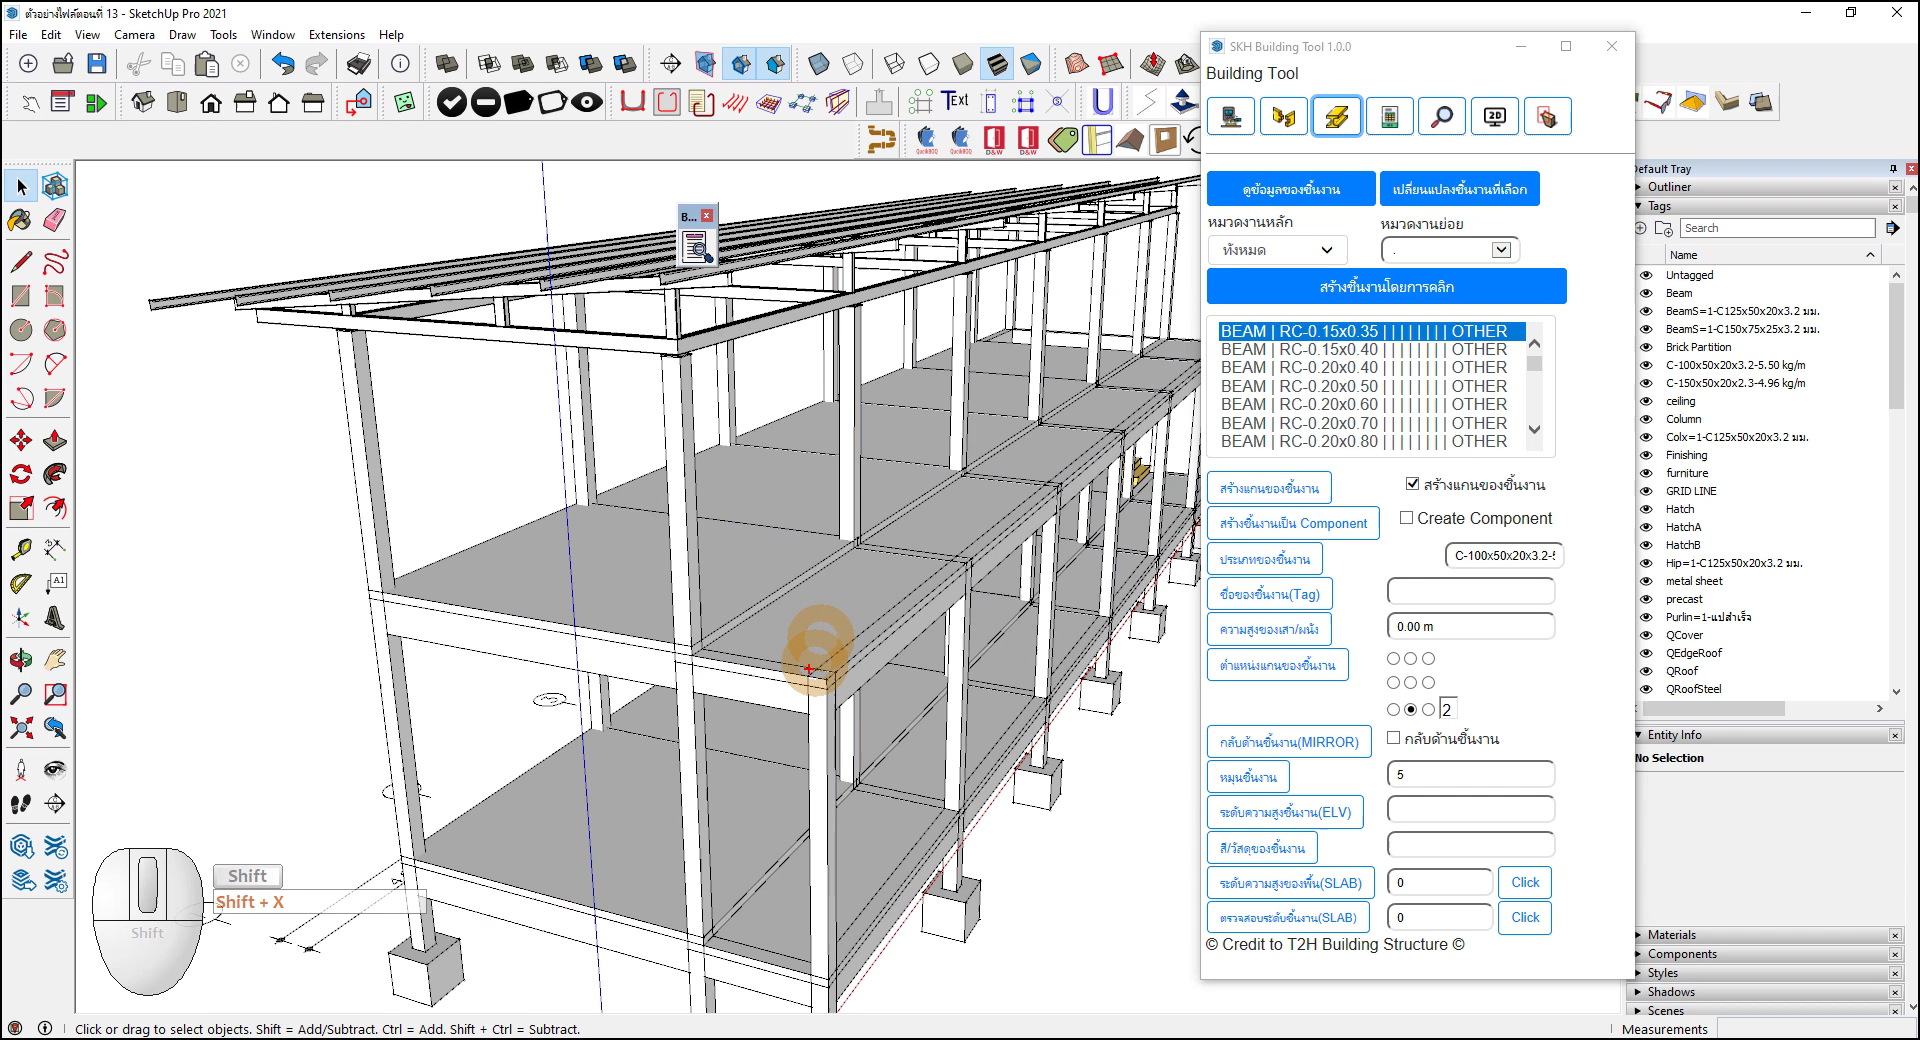 ตัวอย่างไฟล์ตอนที่ 13 - SketchUp Pro 2021
File Edit View Camera Draw Tools Window Extensions Help
SKH Building Tool 1.0.0
Building Tool
Text
2D
D&W D&W
Default Tray
Outliner
Tags
Search
Name
Untagged
Beam
BeamS=1-C125x50x20x3.2 มม.
BeamS=1-C150x75x25x3.2 มม.
Brick Partition
C-100x50x20x3.2-5.50 kg/m
C-150x50x20x2.3-4.96 kg/m
ceiling
Column
Colx=1-C125x50x20x3.2 มม.
Finishing
furniture
GRID LINE
Hatch
HatchA
HatchB
Hip=1-C125x50x20x3.2 มม.
metal sheet
precast
Purlin=1-แปสำเร็จ
QCover
QEdgeRoof
QRoof
QRoofSteel
Entity Info
No Selection
Materials
Components
Styles
Shadows
Scenes
B...
ดูข้อมูลของชิ้นงาน เปลี่ยนแปลงชิ้นงานที่เลือก
หมวดงานหลัก หมวดงานย่อย
ทั้งหมด .
สร้างชิ้นงานโดยการคลิก
BEAM | RC-0.15x0.35 | | | | | | | | OTHER
BEAM | RC-0.15x0.40 | | | | | | | | OTHER
BEAM | RC-0.20x0.40 | | | | | | | | OTHER
BEAM | RC-0.20x0.50 | | | | | | | | OTHER
BEAM | RC-0.20x0.60 | | | | | | | | OTHER
BEAM | RC-0.20x0.70 | | | | | | | | OTHER
BEAM | RC-0.20x0.80 | | | | | | | | OTHER
สร้างแกนของชิ้นงาน สร้างแกนของชิ้นงาน
สร้างชิ้นงานเป็น Component Create Component
ประเภทของชิ้นงาน C-100x50x20x3.2-5
ชื่อของชิ้นงาน(Tag)
ความสูงของเสา/ผนัง 0.00 m
ตำแหน่งแกนของชิ้นงาน
2
กลับด้านชิ้นงาน(MIRROR) กลับด้านชิ้นงาน
หมุนชิ้นงาน 5
ระดับความสูงชิ้นงาน(ELV)
สี/วัสดุของชิ้นงาน
ระดับความสูงของพื้น(SLAB) 0 Click
ตรวจสอบระดับชิ้นงาน(SLAB) 0 Click
© Credit to T2H Building Structure ©
A1
Shift
Shift + X
Shift
Click or drag to select objects. Shift = Add/Subtract. Ctrl = Add. Shift + Ctrl = Subtract.
Measurements